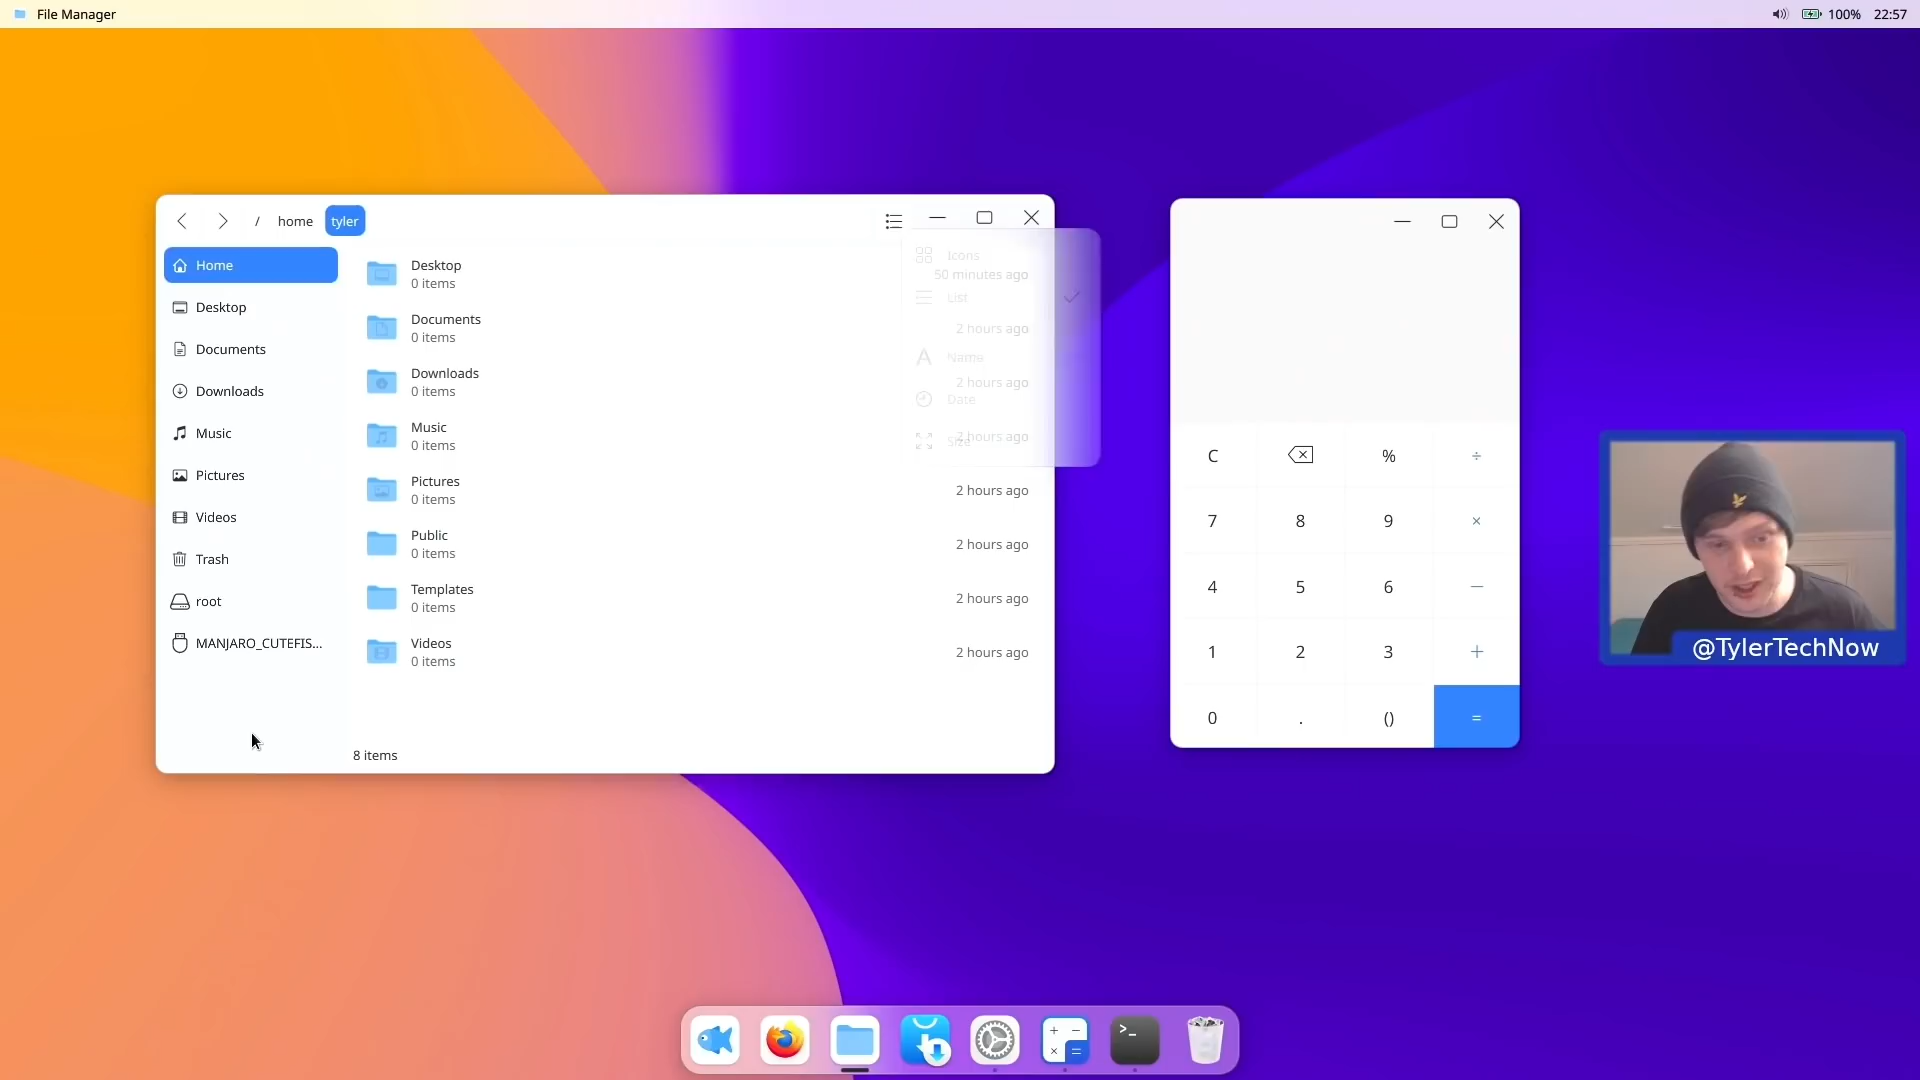 File Manager
100% 22:57
/ home tyler
Home
Desktop
Documents
Downloads
Music
Pictures
Videos
Trash
root
MANJARO_CUTEFIS...
Desktop
0 items
50 minutes ago
Documents
0 items
2 hours ago
Downloads
0 items
2 hours ago
Music
0 items
2 hours ago
Pictures
0 items
2 hours ago
Public
0 items
2 hours ago
Templates
0 items
2 hours ago
Videos
0 items
2 hours ago
8 items
Icons
List
Name
Date
Size
C % ÷
7 8 9 ×
4 5 6 −
1 2 3 +
0 . () =
@TylerTechNow